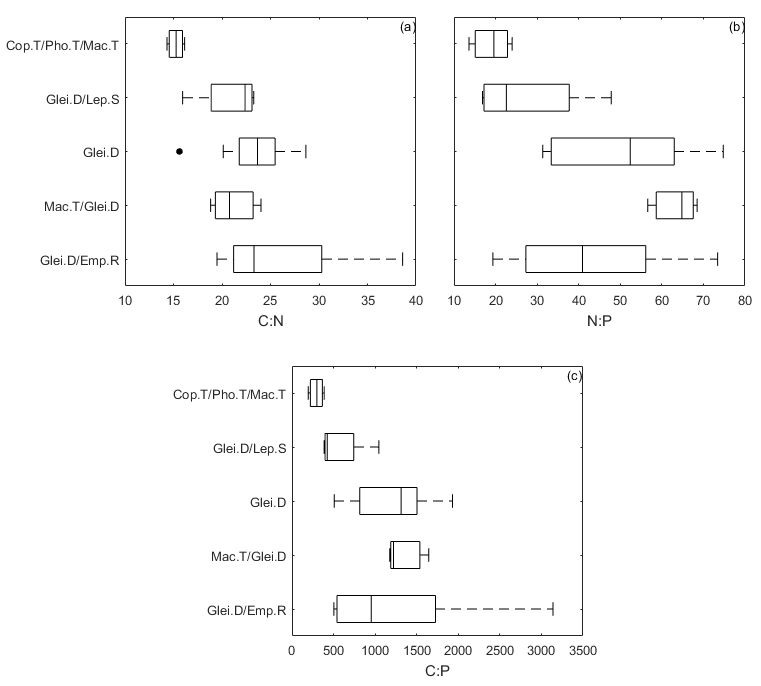 (a)
Cop.T/Pho.T/Mac.T
Glei.D/Lep.S
Glei.D
Mac.T/Glei.D
Glei.D/Emp.R
10 15 20 25 30 35 40
C:N
(b)
10 20 30 40 50 60 70 80
N:P
(c)
Cop.T/Pho.T/Mac.T
Glei.D/Lep.S
Glei.D
Mac.T/Glei.D
Glei.D/Emp.R
0 500 1000 1500 2000 2500 3000 3500
C:P